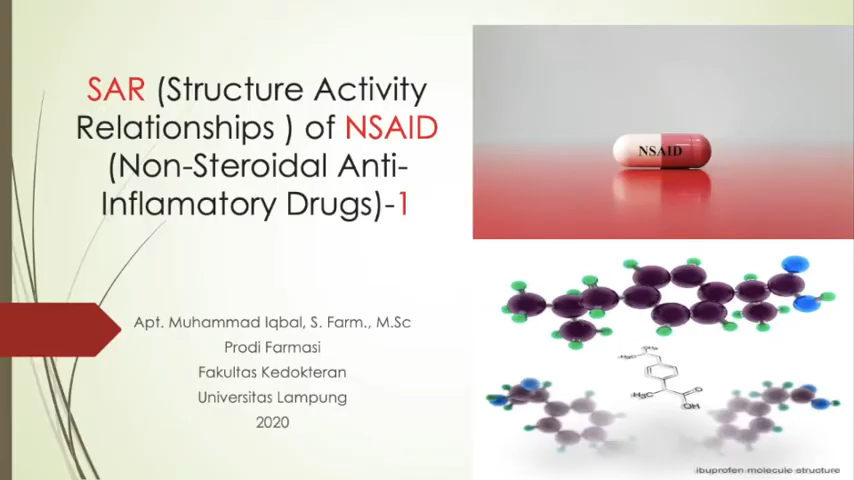 SAR (Structure Activity
Relationships ) of NSAID
(Non-Steroidal Anti-
Inflamatory Drugs)-1
NSAID
Apt. Muhammad Iqbal, S. Farm., M.Sc
Prodi Farmasi
Fakultas Kedokteran
Universitas Lampung
2020
O
OH
ibuprofen molecule structure